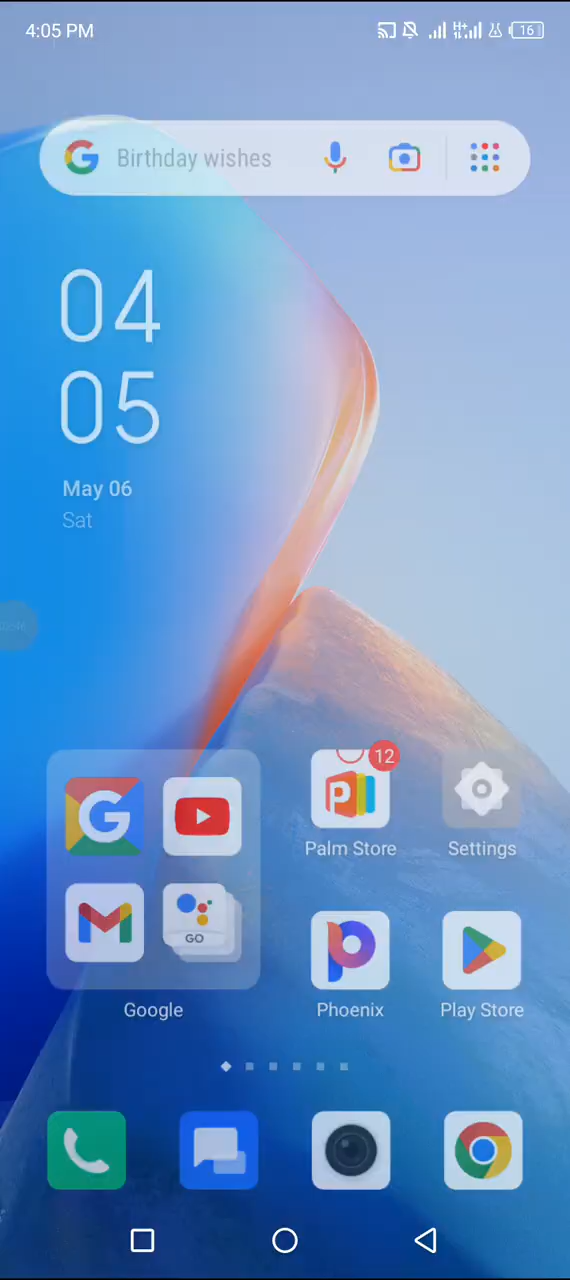 4:05 PM
H+
16
Birthday wishes
04
05
May 06
Sat
12
Palm Store
Settings
GO
Google
Phoenix
Play Store